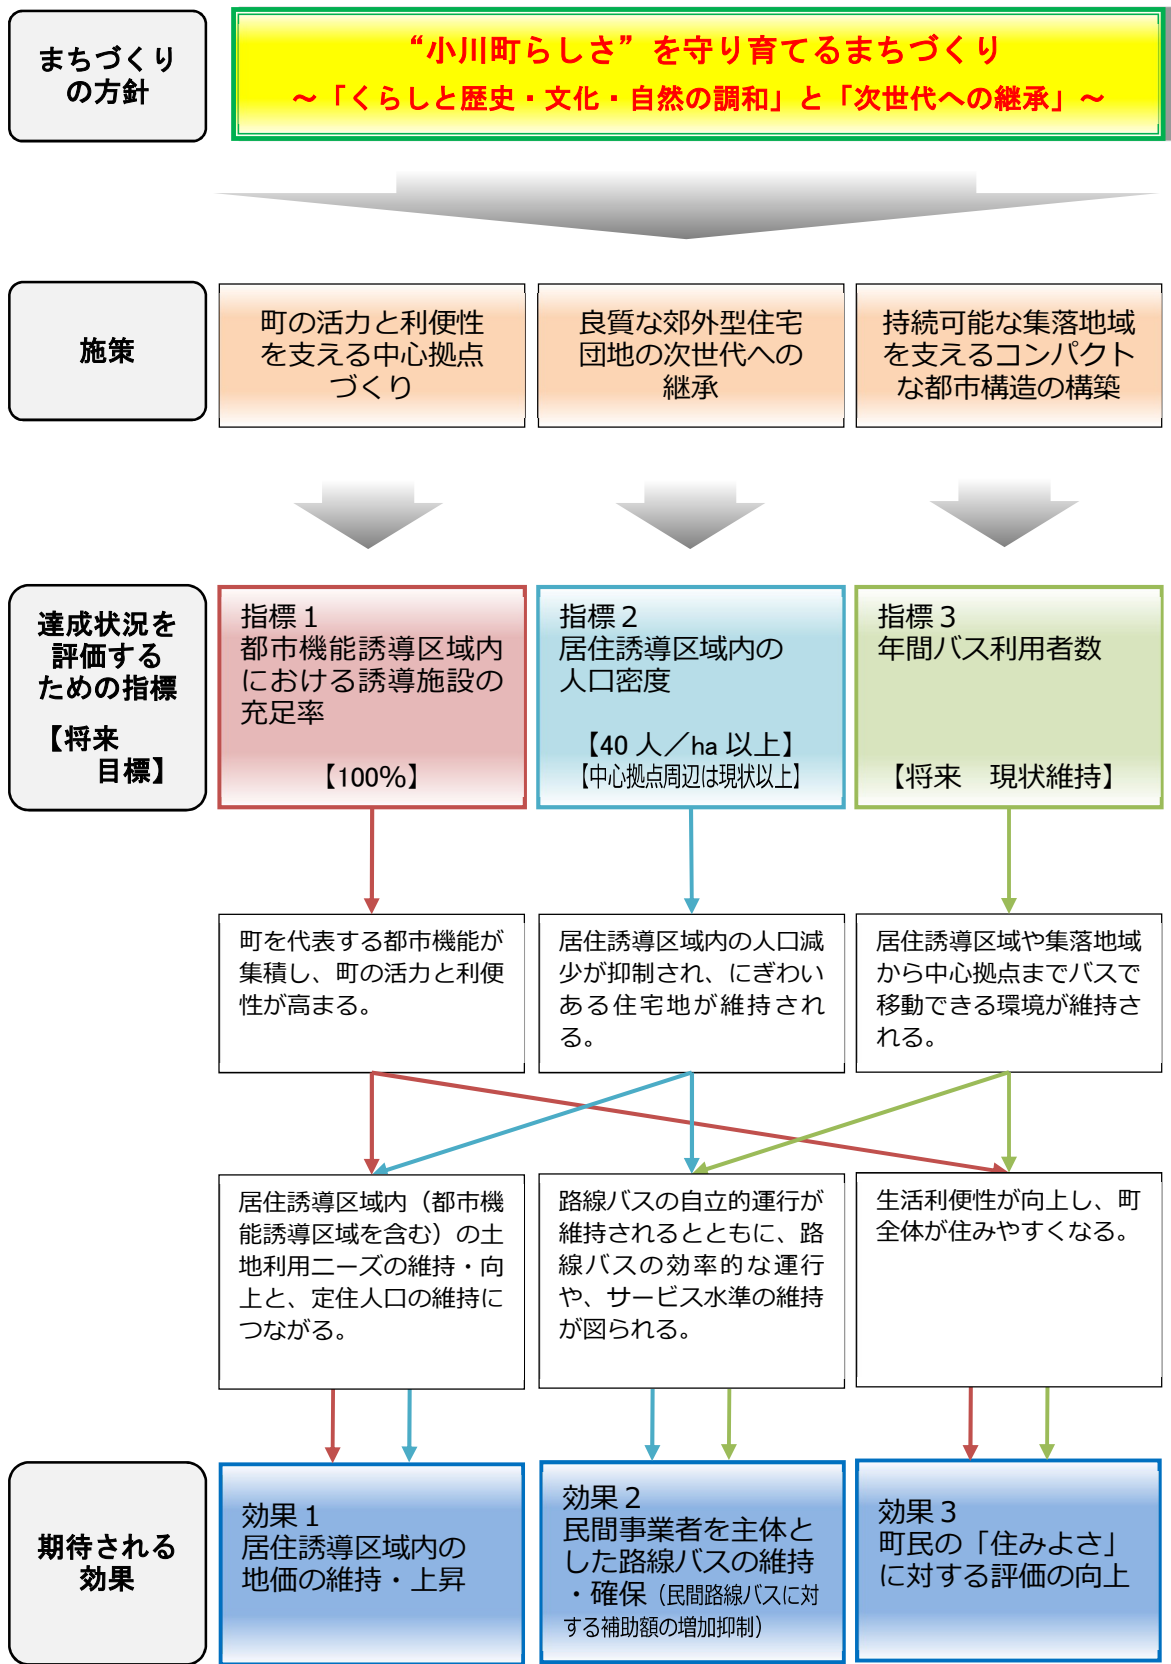 まちづくり
の方針
“小川町らしさ”を守り育てるまちづくり
～「くらしと歴史・文化・自然の調和」と「次世代への継承」～
施策
町の活力と利便性
を支える中心拠点
づくり
良質な郊外型住宅
団地の次世代への
継承
持続可能な集落地域
を支えるコンパクト
な都市構造の構築
達成状況を
評価する
ための指標
【将来
目標】
指標１
都市機能誘導区域内
における誘導施設の
充足率
【100％】
指標２
居住誘導区域内の
人口密度
【40 人／ha 以上】
【中心拠点周辺は現状以上】
指標３
年間バス利用者数
【将来　現状維持】
町を代表する都市機能が
集積し、町の活力と利便
性が高まる。
居住誘導区域内の人口減
少が抑制され、にぎわい
ある住宅地が維持され
る。
居住誘導区域や集落地域
から中心拠点までバスで
移動できる環境が維持さ
れる。
居住誘導区域内（都市機
能誘導区域を含む）の土
地利用ニーズの維持・向
上と、定住人口の維持に
つながる。
路線バスの自立的運行が
維持されるとともに、路
線バスの効率的な運行
や、サービス水準の維持
が図られる。
生活利便性が向上し、町
全体が住みやすくなる。
期待される
効果
効果１
居住誘導区域内の
地価の維持・上昇
効果２
民間事業者を主体と
した路線バスの維持
・確保（民間路線バスに対
する補助額の増加抑制）
効果３
町民の「住みよさ」
に対する評価の向上